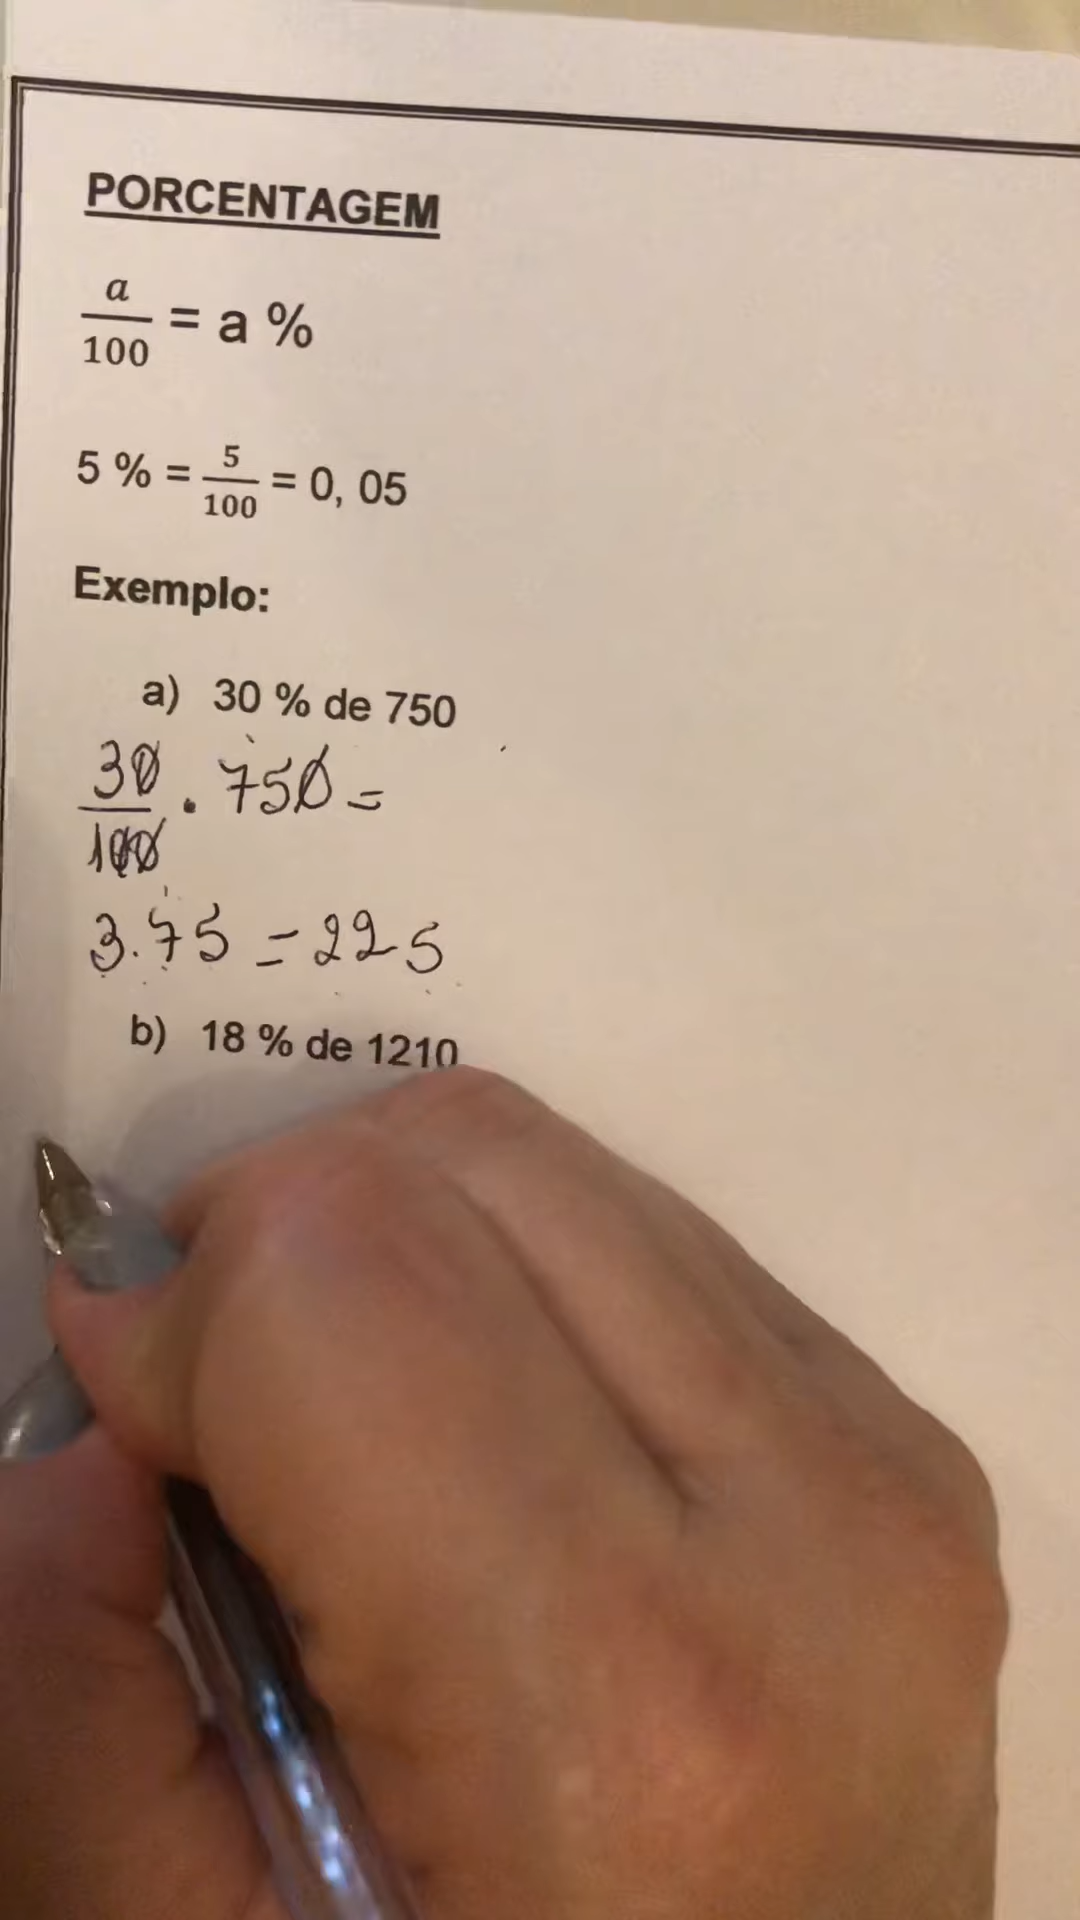 PORCENTAGEM
a/100 = a %
5 % = 5/100 = 0, 05
Exemplo:
a) 30 % de 750
30/100 . 750 =
3.75 = 225
b) 18 % de 1210